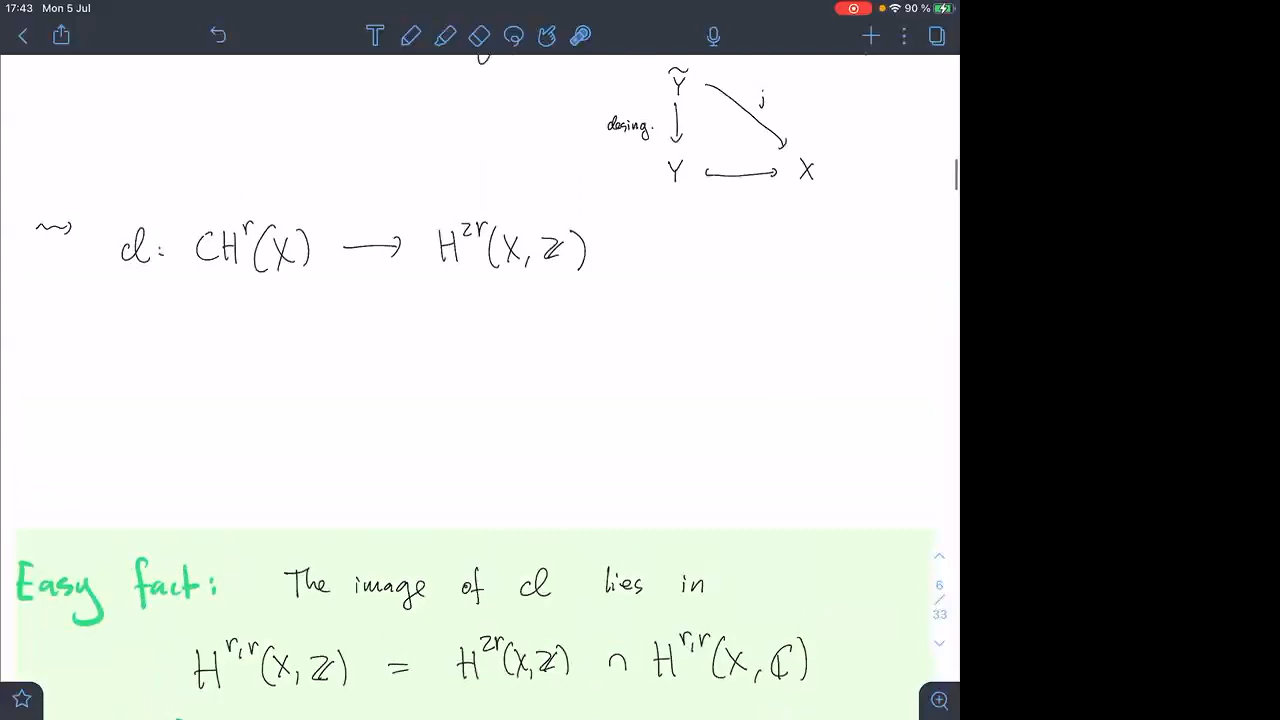 17:43 Mon 5 Jul
90 %
Ỹ
j
desing.
Y ↪ X
⇝ cl: CH^r(X) ⟶ H^{2r}(X, ℤ)
Easy fact: The image of cl lies in
H^{r,r}(X, ℤ) = H^{2r}(X, ℤ) ∩ H^{r,r}(X, ℂ)
6
/
33